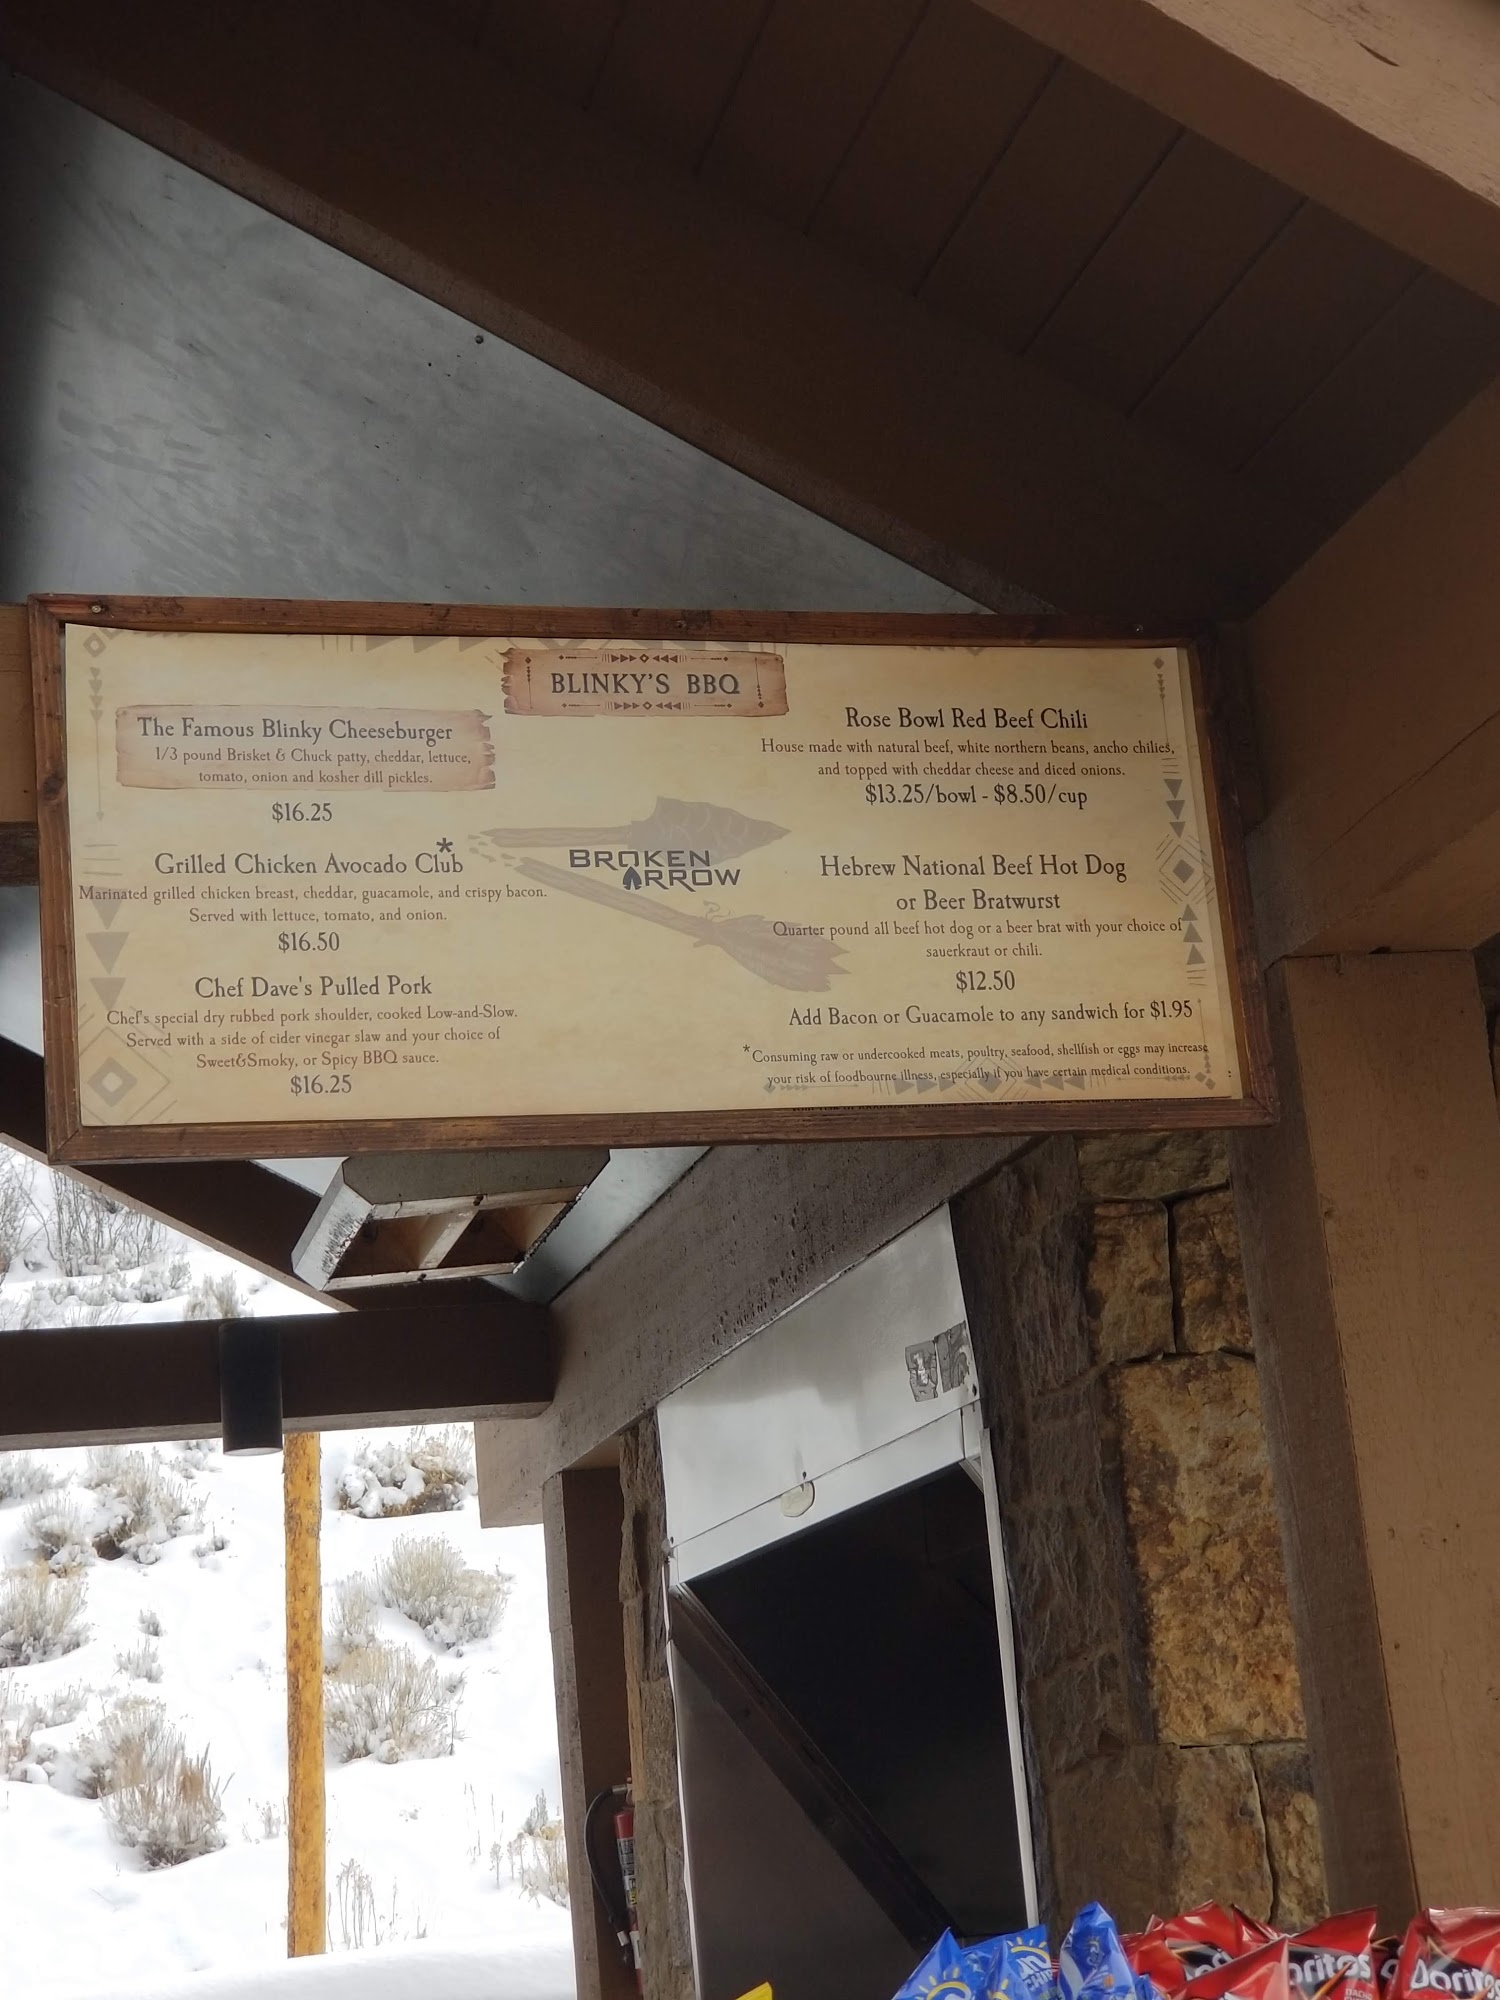 BLINKY'S BBQ
The Famous Blinky Cheeseburger
1/3 pound Brisket & Chuck patty, cheddar, lettuce,
tomato, onion and kosher dill pickles.
$16.25
Grilled Chicken Avocado Club*
Marinated grilled chicken breast, cheddar, guacamole, and crispy bacon.
Served with lettuce, tomato, and onion.
$16.50
Chef Dave's Pulled Pork
Chef's special dry rubbed pork shoulder, cooked Low-and-Slow.
Served with a side of cider vinegar slaw and your choice of
Sweet&Smoky, or Spicy BBQ sauce.
$16.25
BROKEN
ARROW
Rose Bowl Red Beef Chili
House made with natural beef, white northern beans, ancho chilies,
and topped with cheddar cheese and diced onions.
$13.25/bowl - $8.50/cup
Hebrew National Beef Hot Dog
or Beer Bratwurst
Quarter pound all beef hot dog or a beer brat with your choice of
sauerkraut or chili.
$12.50
Add Bacon or Guacamole to any sandwich for $1.95
*Consuming raw or undercooked meats, poultry, seafood, shellfish or eggs may increase
your risk of foodbourne illness, especially if you have certain medical conditions.
Doritos